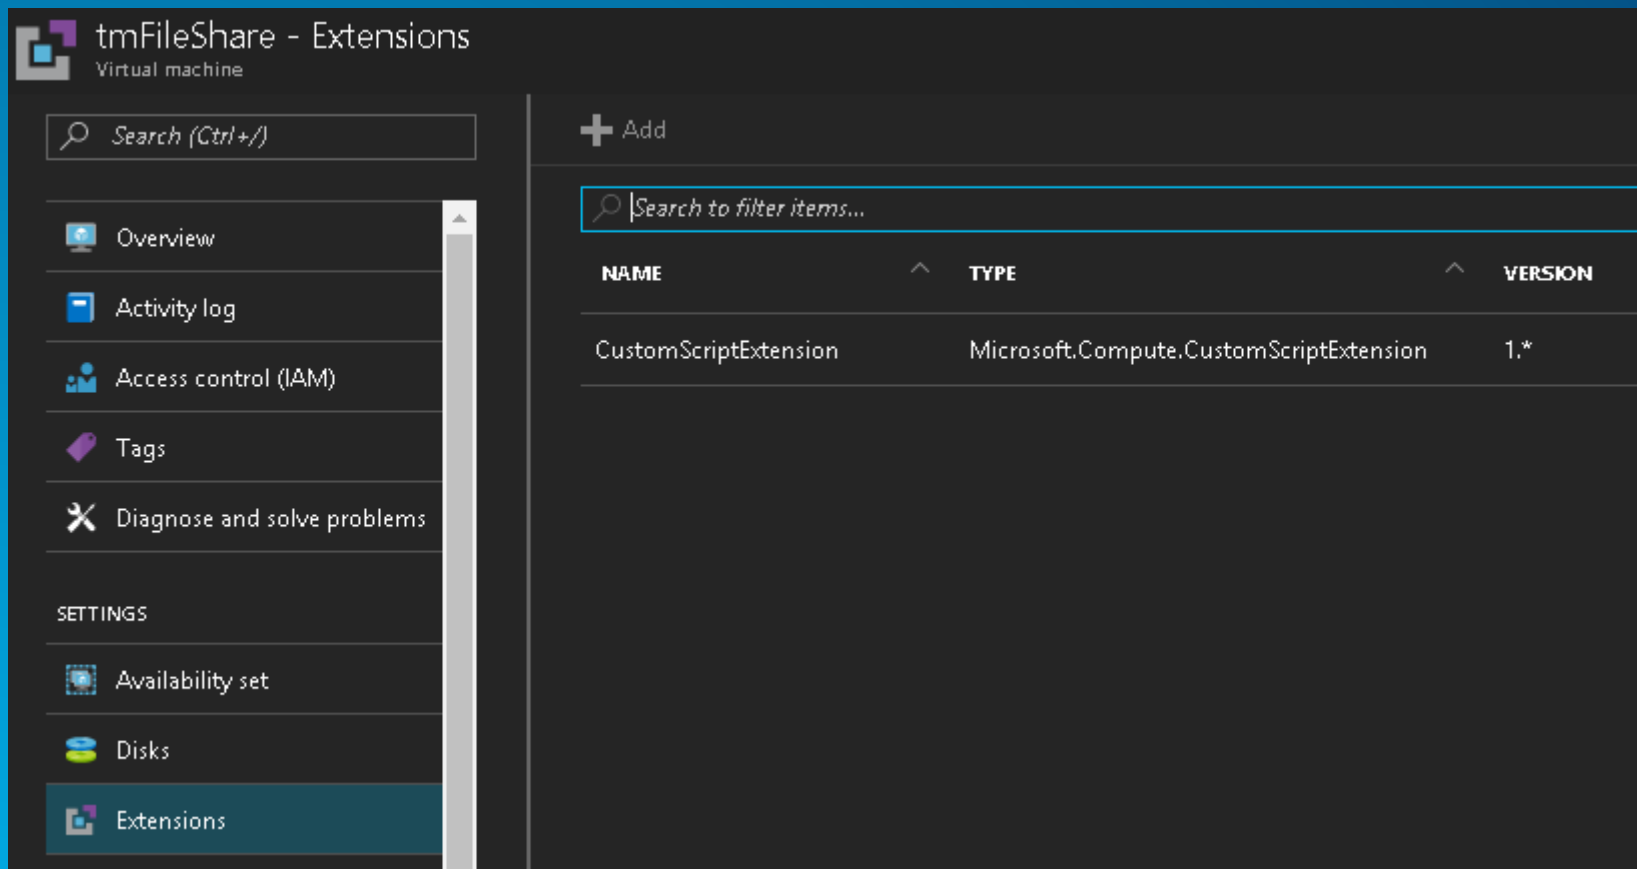 tmFileShare - Extensions
Virtual machine
Search (Ctrl+/)
Overview
Activity log
Access control (IAM)
Tags
Diagnose and solve problems
SETTINGS
Availability set
Disks
Extensions
Add
Search to filter items...
NAME TYPE VERSION
CustomScriptExtension Microsoft.Compute.CustomScriptExtension 1.*